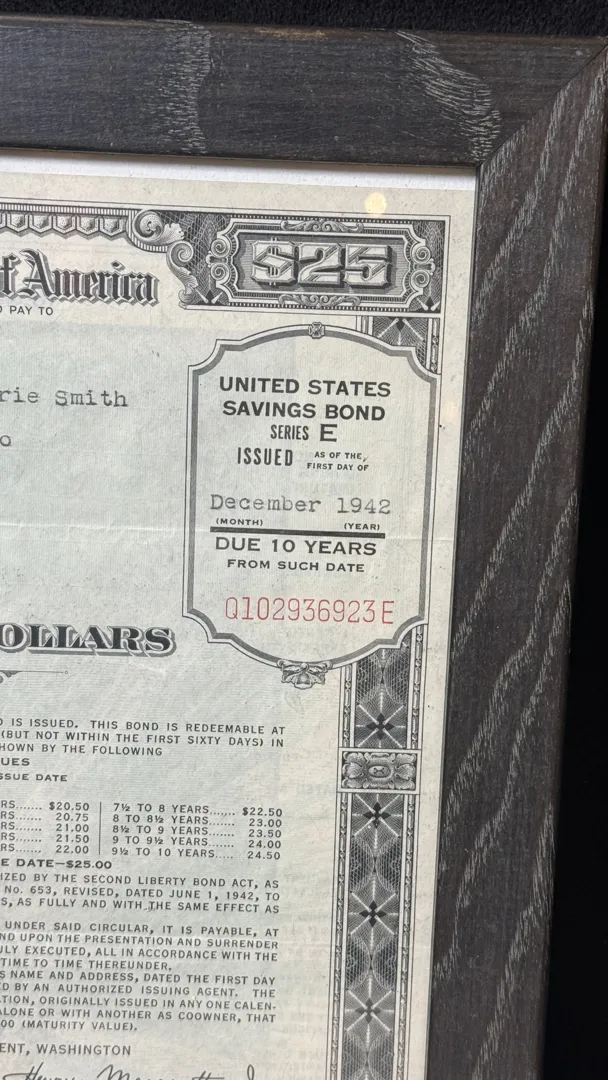 $25
f America
PAY TO
rie Smith
o
UNITED STATES
SAVINGS BOND
SERIES E
ISSUED AS OF THE
FIRST DAY OF
December 1942
(MONTH) (YEAR)
DUE 10 YEARS
FROM SUCH DATE
Q102936923E
OLLARS
IS ISSUED. THIS BOND IS REDEEMABLE AT
(BUT NOT WITHIN THE FIRST SIXTY DAYS) IN
HOWN BY THE FOLLOWING
UES
SSUE DATE
RS....... $20.50 | 7½ TO 8 YEARS....... $22.50
RS....... 20.75 | 8 TO 8½ YEARS...... 23.00
RS....... 21.00 | 8½ TO 9 YEARS...... 23.50
RS....... 21.50 | 9 TO 9½ YEARS...... 24.00
RS....... 22.00 | 9½ TO 10 YEARS..... 24.50
E DATE—$25.00
IZED BY THE SECOND LIBERTY BOND ACT, AS
No. 653, REVISED, DATED JUNE 1, 1942, TO
S, AS FULLY AND WITH THE SAME EFFECT AS
UNDER SAID CIRCULAR, IT IS PAYABLE, AT
ND UPON THE PRESENTATION AND SURRENDER
ULY EXECUTED, ALL IN ACCORDANCE WITH THE
TIME TO TIME THEREUNDER.
S NAME AND ADDRESS, DATED THE FIRST DAY
D BY AN AUTHORIZED ISSUING AGENT. THE
ATION, ORIGINALLY ISSUED IN ANY ONE CALEN-
ALONE OR WITH ANOTHER AS COOWNER, THAT
00 (MATURITY VALUE).
ENT, WASHINGTON
Henry